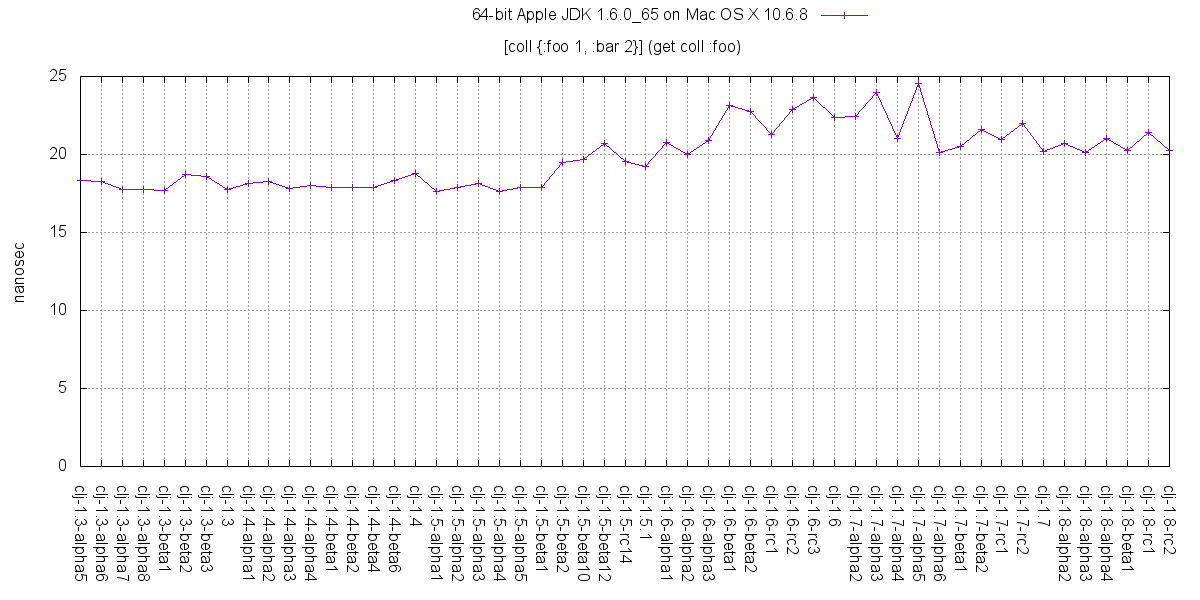 64-bit Apple JDK 1.6.0_65 on Mac OS X 10.6.8
[coll {:foo 1, :bar 2}] (get coll :foo)
nanosec
25
20
15
10
5
0
clj-1.3-alpha5
clj-1.3-alpha6
clj-1.3-alpha7
clj-1.3-alpha8
clj-1.3-beta1
clj-1.3-beta2
clj-1.3-beta3
clj-1.3
clj-1.4-alpha1
clj-1.4-alpha2
clj-1.4-alpha3
clj-1.4-alpha4
clj-1.4-beta1
clj-1.4-beta2
clj-1.4-beta4
clj-1.4-beta6
clj-1.4
clj-1.5-alpha1
clj-1.5-alpha2
clj-1.5-alpha3
clj-1.5-alpha4
clj-1.5-alpha5
clj-1.5-beta1
clj-1.5-beta2
clj-1.5-beta10
clj-1.5-beta12
clj-1.5-rc14
clj-1.5.1
clj-1.6-alpha1
clj-1.6-alpha2
clj-1.6-alpha3
clj-1.6-beta1
clj-1.6-beta2
clj-1.6-rc1
clj-1.6-rc2
clj-1.6-rc3
clj-1.6
clj-1.7-alpha2
clj-1.7-alpha3
clj-1.7-alpha4
clj-1.7-alpha5
clj-1.7-alpha6
clj-1.7-beta1
clj-1.7-beta2
clj-1.7-rc1
clj-1.7-rc2
clj-1.7
clj-1.8-alpha2
clj-1.8-alpha3
clj-1.8-alpha4
clj-1.8-beta1
clj-1.8-rc1
clj-1.8-rc2